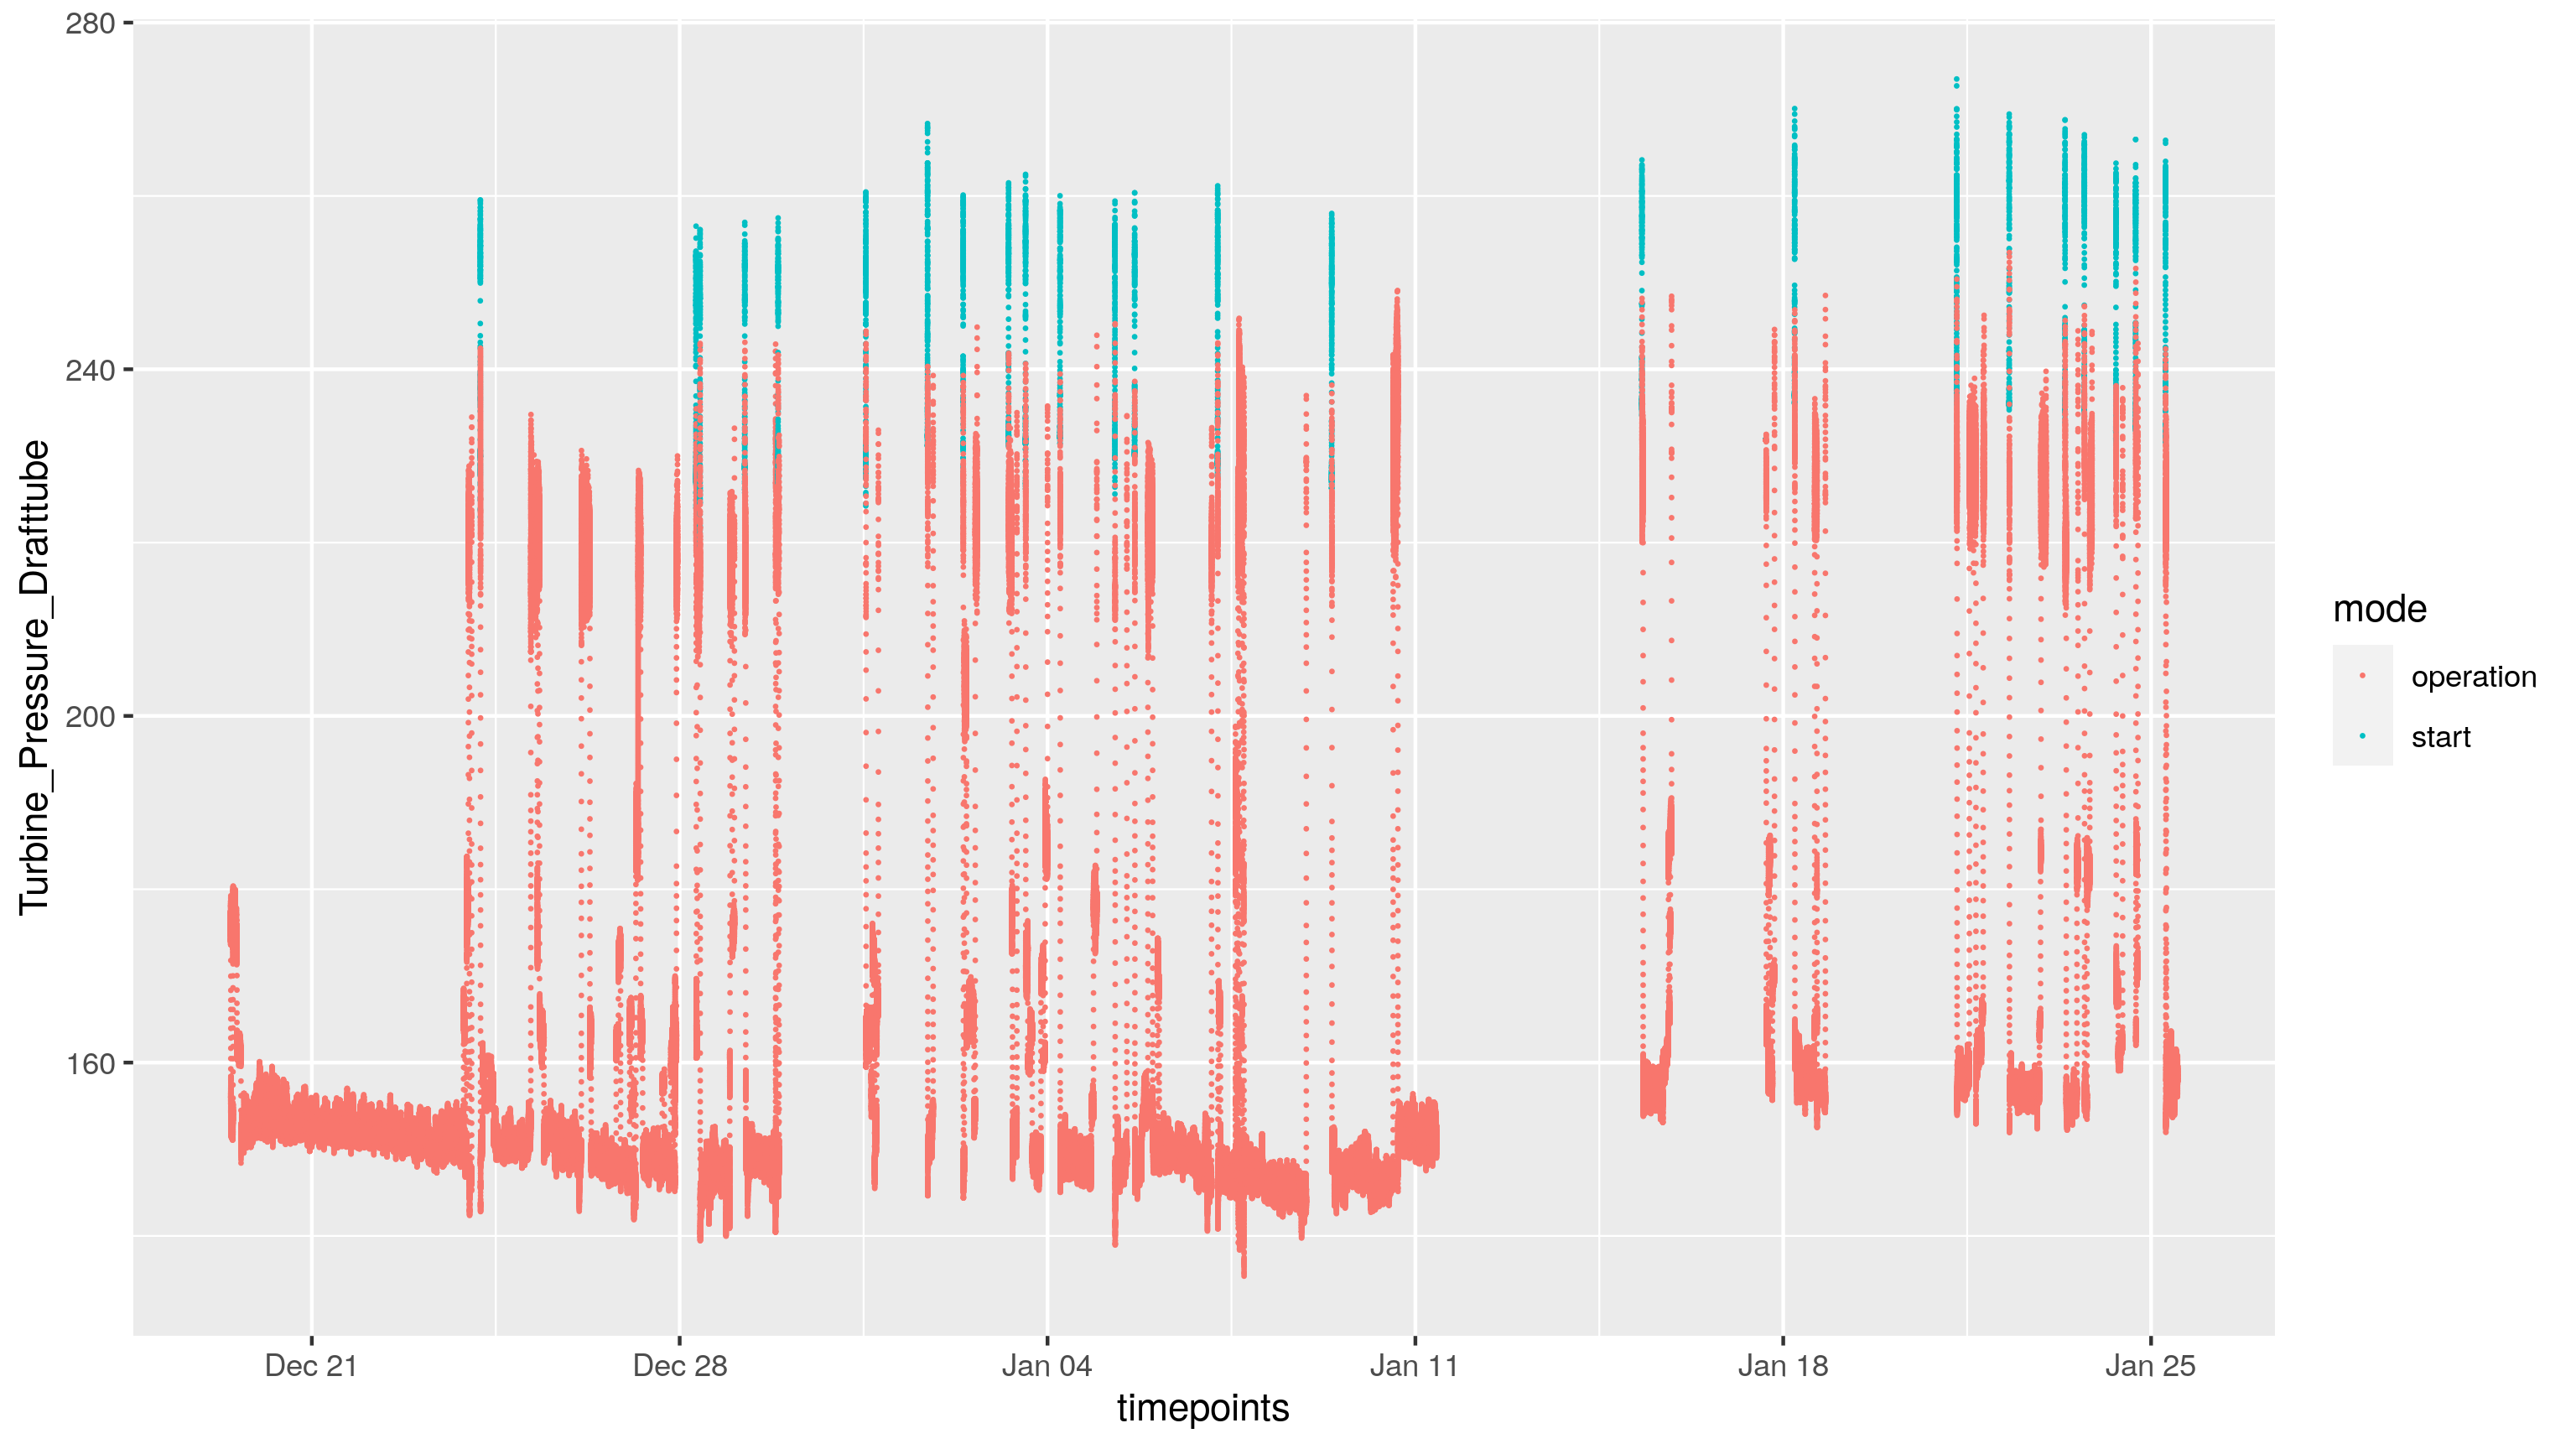 280
240
200
160
Turbine_Pressure_Drafttube
Dec 21
Dec 28
Jan 04
Jan 11
Jan 18
Jan 25
timepoints
mode
operation
start